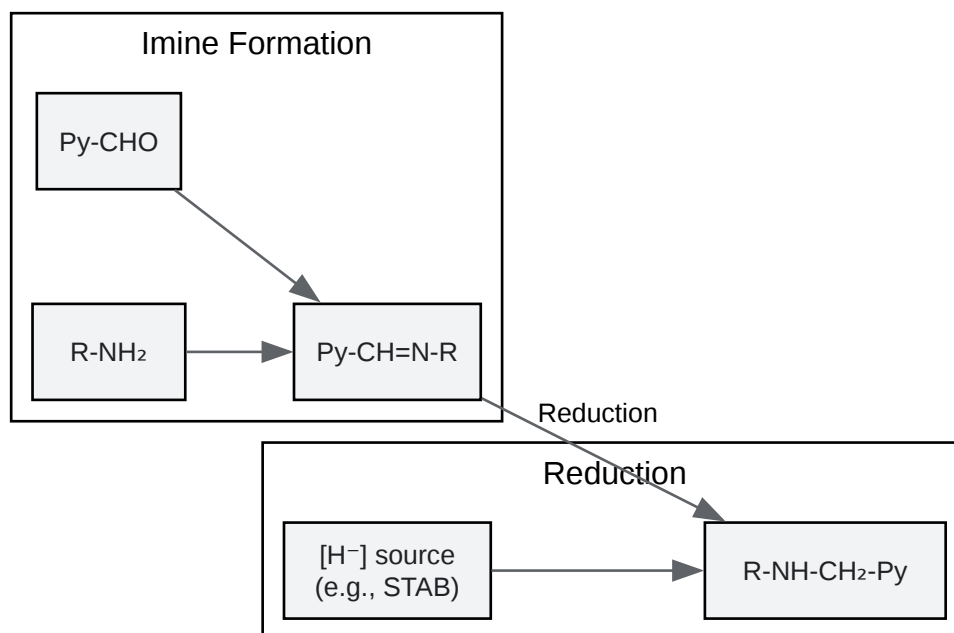 Imine Formation
Py-CHO
R-NH₂
Py-CH=N-R
Reduction
Reduction
[H⁻] source
(e.g., STAB)
R-NH-CH₂-Py